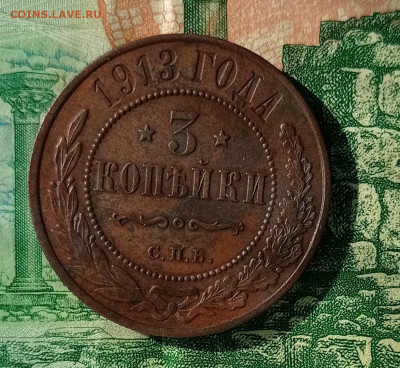 COINS.LAVE.RU
1913 ГОДА
3
КОПѢЙКИ
С.П.Б.